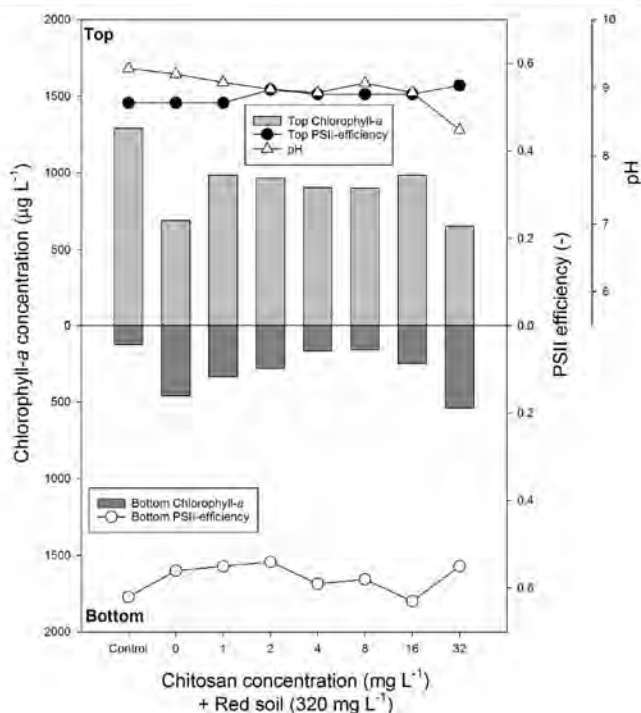 2000
1500
1000
500
0
500
1000
1500
2000
Chlorophyll-a concentration (µg L⁻¹)
Top
Top Chlorophyll-a
Top PSII-efficiency
pH
Bottom Chlorophyll-a
Bottom PSII-efficiency
Bottom
0.6
0.4
0.2
0.0
0.2
0.4
0.6
PSII efficiency (-)
10
9
8
7
6
pH
Control 0 1 2 4 8 16 32
Chitosan concentration (mg L⁻¹)
+ Red soil (320 mg L⁻¹)